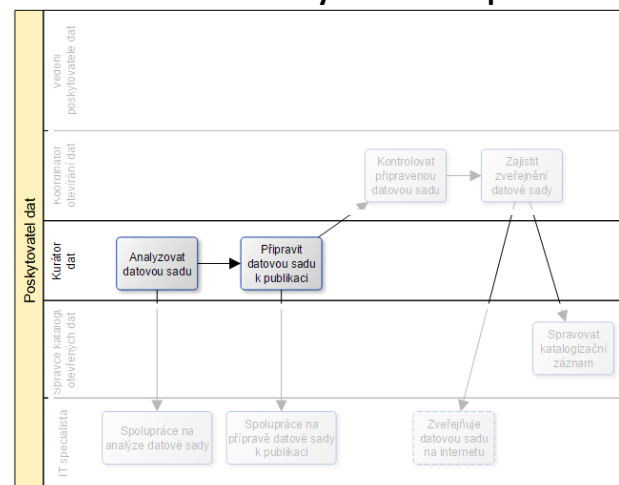 Poskytovatel dat
Vedení
poskytovatele dat
Koordinátor
otevírání dat
Kontrolovat
připravenou
datovou sadu
Zajistit
zveřejnění
datové sady
Kurátor
dat
Analyzovat
datovou sadu
Připravit
datovou sadu
k publikaci
Správce katalogu
otevřených dat
Spravovat
katalogizační
záznam
IT specialista
Spolupráce na
analýze datové sady
Spolupráce na
přípravě datové sady
k publikaci
Zveřejňuje
datovou sadu
na internetu